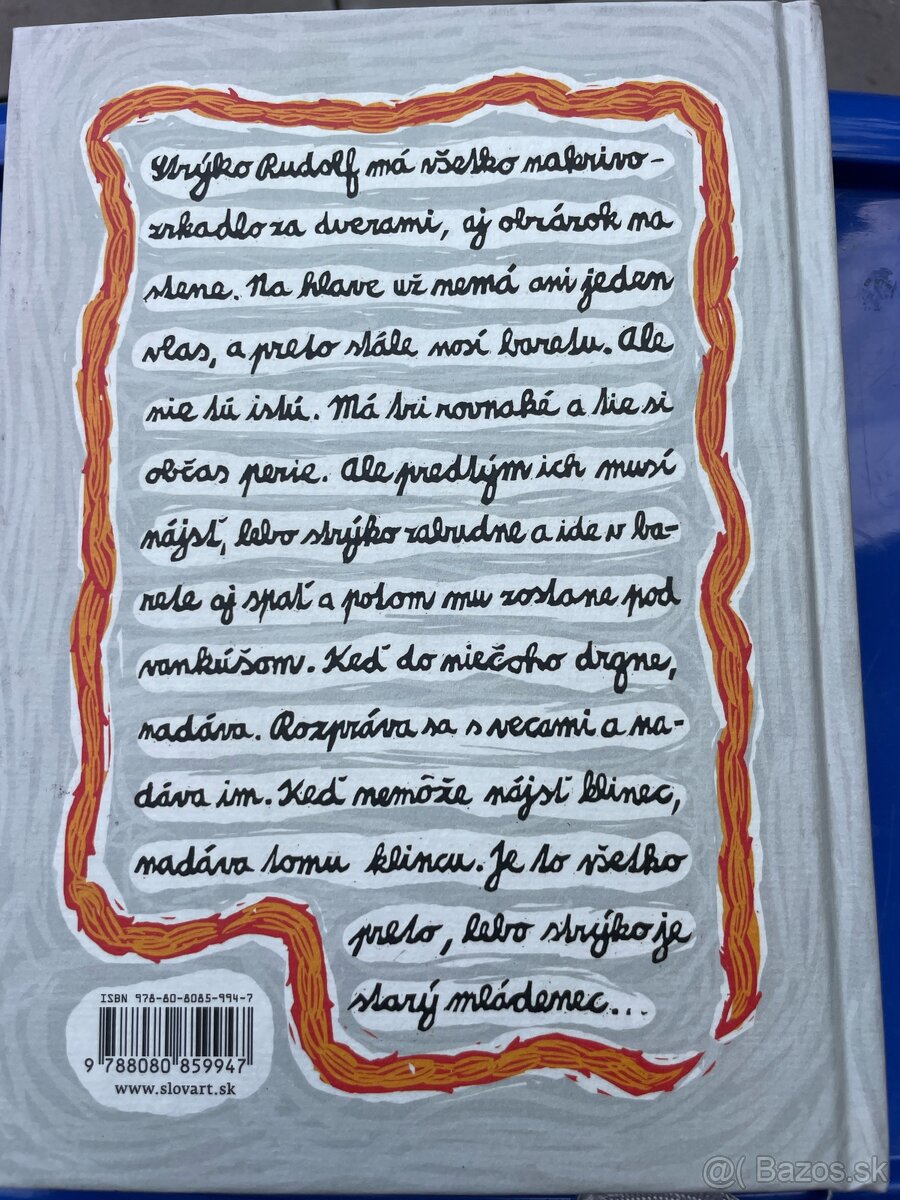 Strýko Rudolf má všetko nakrivo-
zrkadlo za dverami, aj obrázok na
stene. Na hlave už nemá ani jeden
vlas, a preto stále nosí baretu. Ale
nie tú istú. Má tri rovnaké a tie si
občas perie. Ale predtým ich musí
nájsť, lebo strýko zabudne a ide v ba-
rete aj spať a potom mu zostane pod
vankúšom. Keď do niečoho drgne,
nadáva. Rozpráva sa s vecami a na-
dáva im. Keď nemôže nájsť klinec,
nadáva tomu klincu. Je to všetko
preto, lebo strýko je
starý mládenec...
ISBN 978-80-8085-994-7
9 788080 859947
www.slovart.sk
@( Bazos.sk